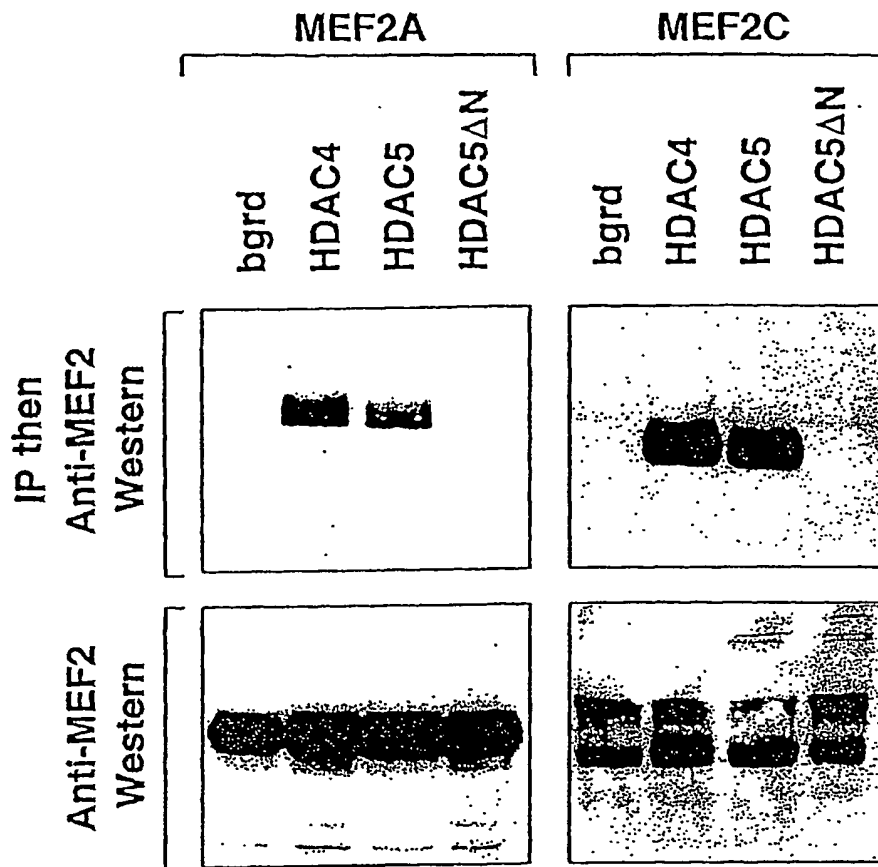 MEF2A
MEF2C
bgrd
HDAC4
HDAC5
HDAC5ΔN
bgrd
HDAC4
HDAC5
HDAC5ΔN
IP then
Anti-MEF2
Western
Anti-MEF2
Western